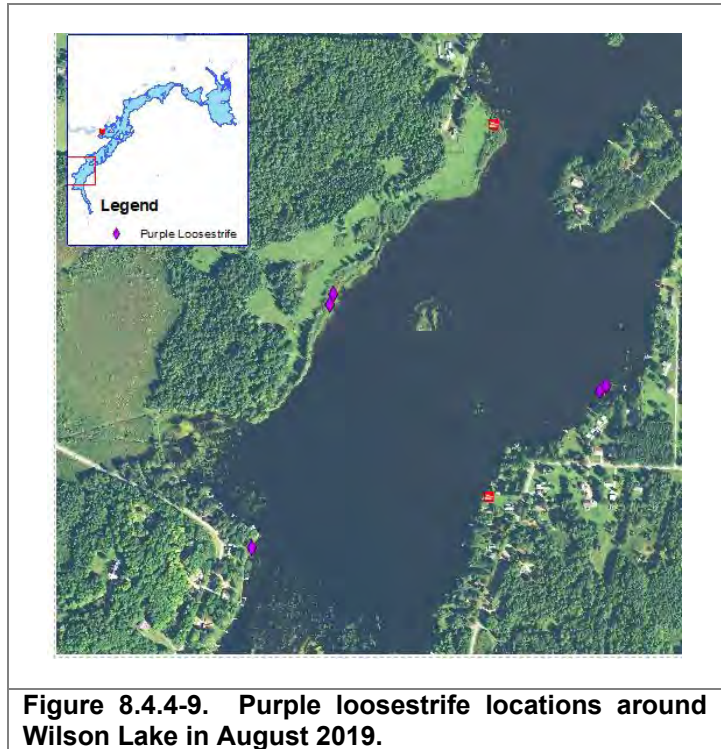 Legend
Purple Loosestrife
Figure 8.4.4-9. Purple loosestrife locations around
Wilson Lake in August 2019.